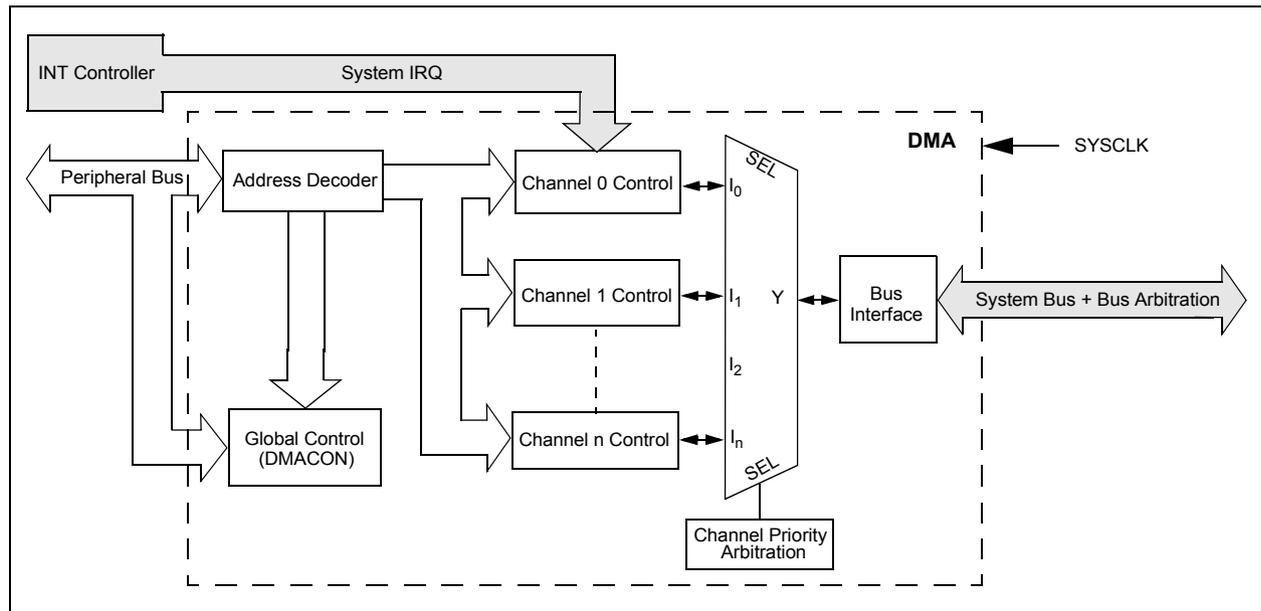 INT Controller
System IRQ
DMA
SYSCLK
Peripheral Bus
Address Decoder
Channel 0 Control
I0
SEL
Channel 1 Control
I1
Y
Bus
Interface
System Bus + Bus Arbitration
I2
Global Control
(DMACON)
Channel n Control
In
SEL
Channel Priority
Arbitration